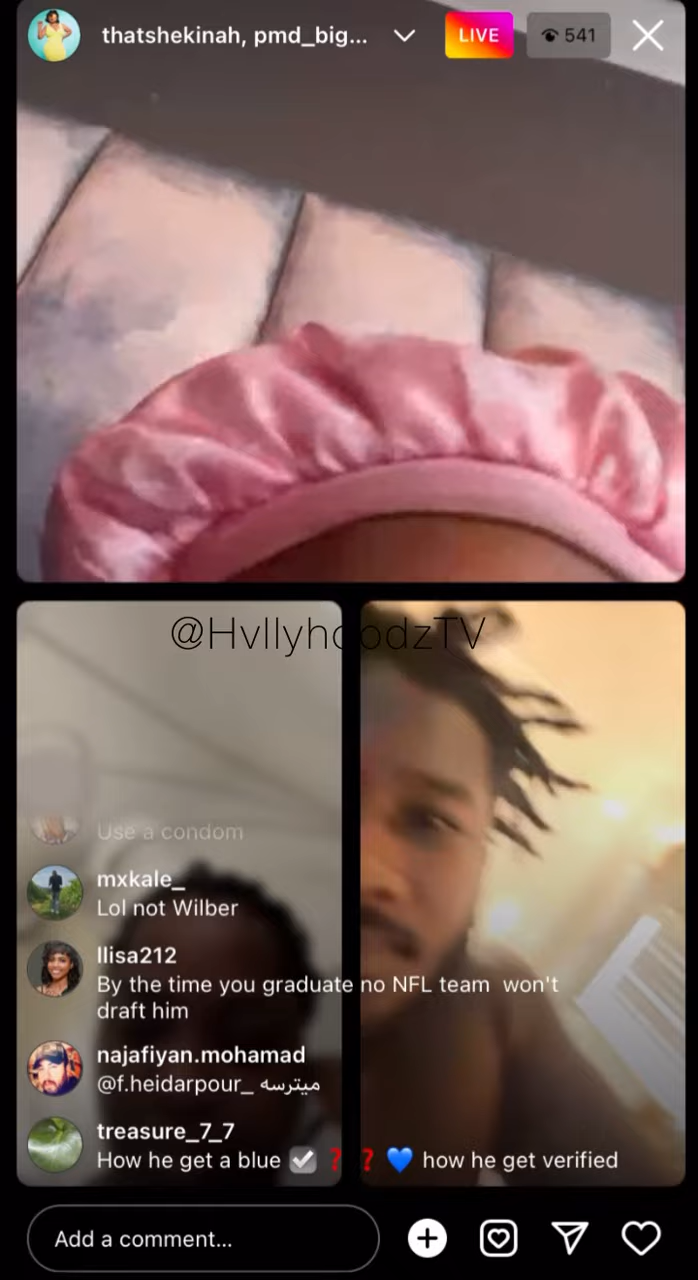 thatshekinah, pmd_big...
LIVE
541
@HvllyhoodzTV
Use a condom
mxkale_
Lol not Wilber
llisa212
By the time you graduate no NFL team won't
draft him
najafiyan.mohamad
@f.heidarpour_ میترسه
treasure_7_7
How he get a blue ☑️ ❓ ❓ 💙 how he get verified
Add a comment...